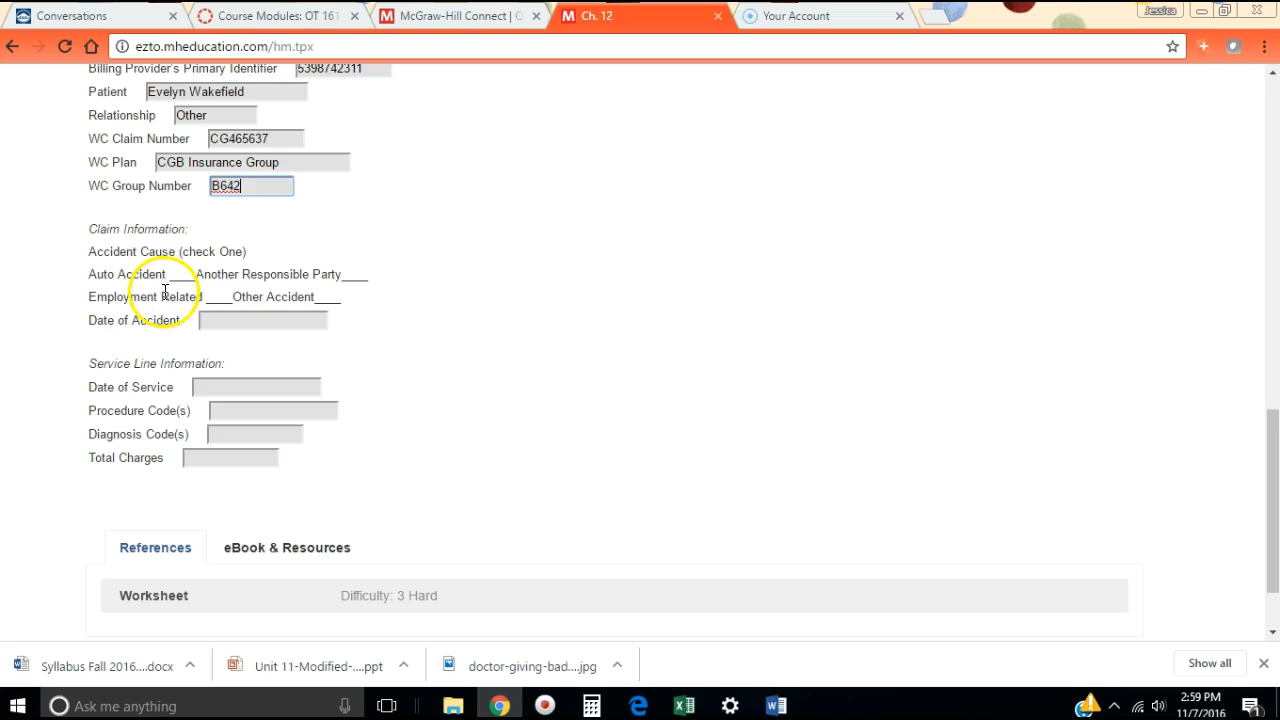 Conversations
Course Modules: OT 161
McGraw-Hill Connect | C
M Ch. 12
Your Account
Jessica
ezto.mheducation.com/hm.tpx
Billing Provider's Primary Identifier 5398742311
Patient Evelyn Wakefield
Relationship Other
WC Claim Number CG465637
WC Plan CGB Insurance Group
WC Group Number B642
Claim Information:
Accident Cause (check One)
Auto Accident ____Another Responsible Party____
Employment Related ____Other Accident____
Date of Accident
Service Line Information:
Date of Service
Procedure Code(s)
Diagnosis Code(s)
Total Charges
References eBook & Resources
Worksheet Difficulty: 3 Hard
Syllabus Fall 2016....docx
Unit 11-Modified-....ppt
doctor-giving-bad....jpg
Show all
Ask me anything
2:59 PM
11/7/2016